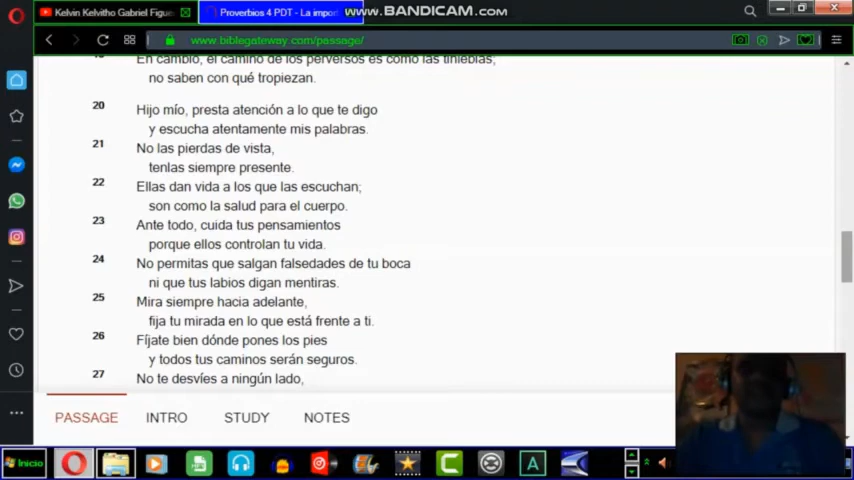 Kelvin Kelvitho Gabriel Figue
Proverbios 4 PDT - La impor
www.BANDICAM.com
www.biblegateway.com/passage/
En cambio, el camino de los perversos es como las tinieblas;
no saben con qué tropiezan.
20 Hijo mío, presta atención a lo que te digo
y escucha atentamente mis palabras.
21 No las pierdas de vista,
tenlas siempre presente.
22 Ellas dan vida a los que las escuchan;
son como la salud para el cuerpo.
23 Ante todo, cuida tus pensamientos
porque ellos controlan tu vida.
24 No permitas que salgan falsedades de tu boca
ni que tus labios digan mentiras.
25 Mira siempre hacia adelante,
fija tu mirada en lo que está frente a ti.
26 Fíjate bien dónde pones los pies
y todos tus caminos serán seguros.
27 No te desvíes a ningún lado,
PASSAGE INTRO STUDY NOTES
Inicio